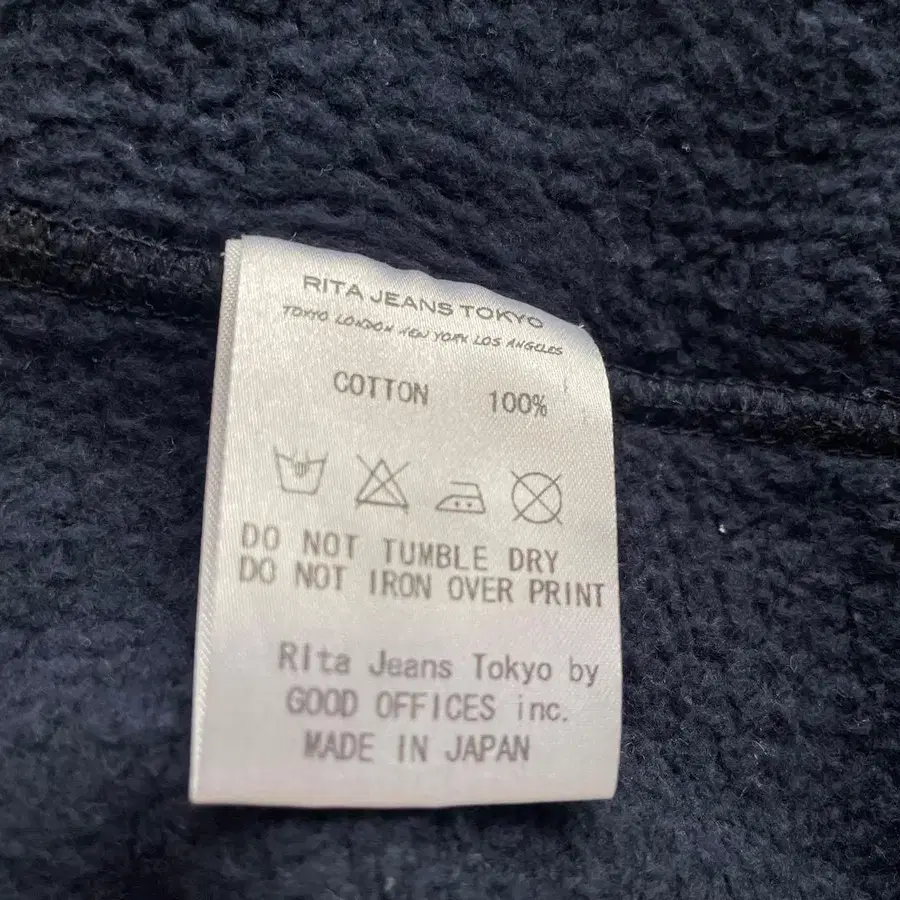 RITA JEANS TOKYO
TOKYO LONDON NEW YORK LOS ANGELES
COTTON 100%
DO NOT TUMBLE DRY
DO NOT IRON OVER PRINT
Rita Jeans Tokyo by
GOOD OFFICES inc.
MADE IN JAPAN